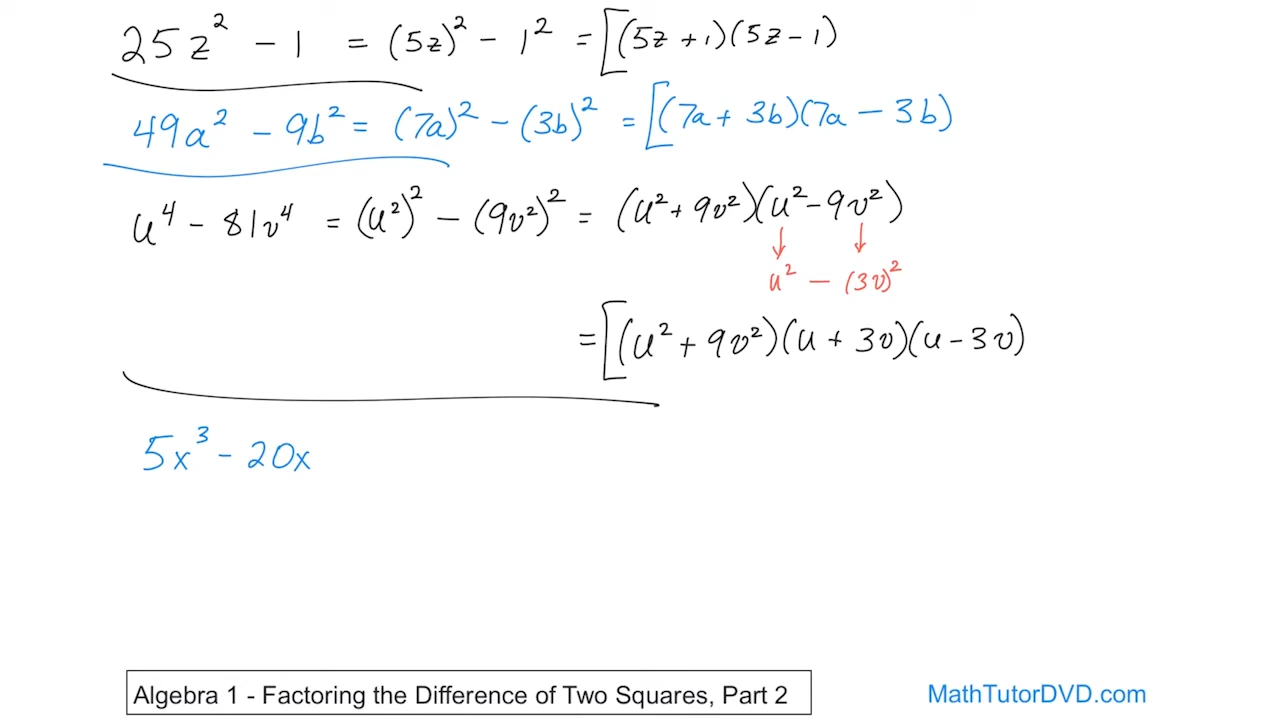 25z² - 1 = (5z)² - 1² = [(5z + 1)(5z - 1)
49a² - 9b² = (7a)² - (3b)² = [(7a + 3b)(7a - 3b)
u⁴ - 81v⁴ = (u²)² - (9v²)² = (u² + 9v²)(u² - 9v²)
↓ ↓
u² - (3v)²
= [(u² + 9v²)(u + 3v)(u - 3v)
5x³ - 20x
Algebra 1 - Factoring the Difference of Two Squares, Part 2
MathTutorDVD.com